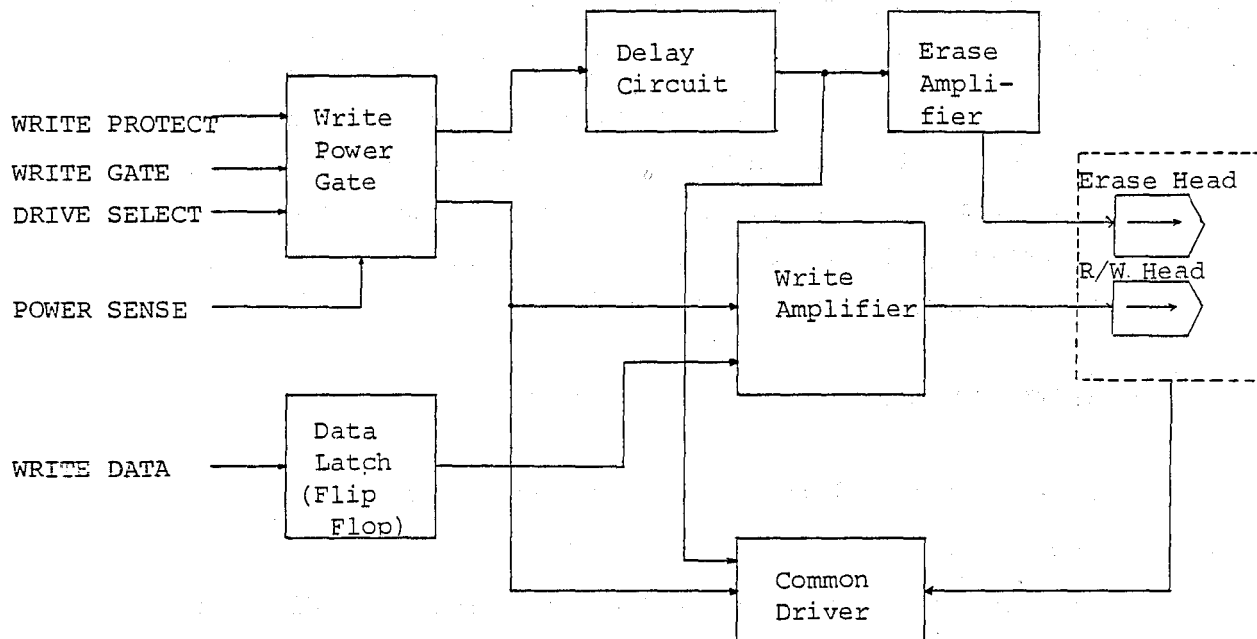 Delay
Circuit
Erase
Ampli-
fier
WRITE PROTECT
WRITE GATE
DRIVE SELECT
POWER SENSE
Write
Power
Gate
Erase Head
R/W. Head
Write
Amplifier
WRITE DATA
Data
Latch
(Flip
Flop)
Common
Driver